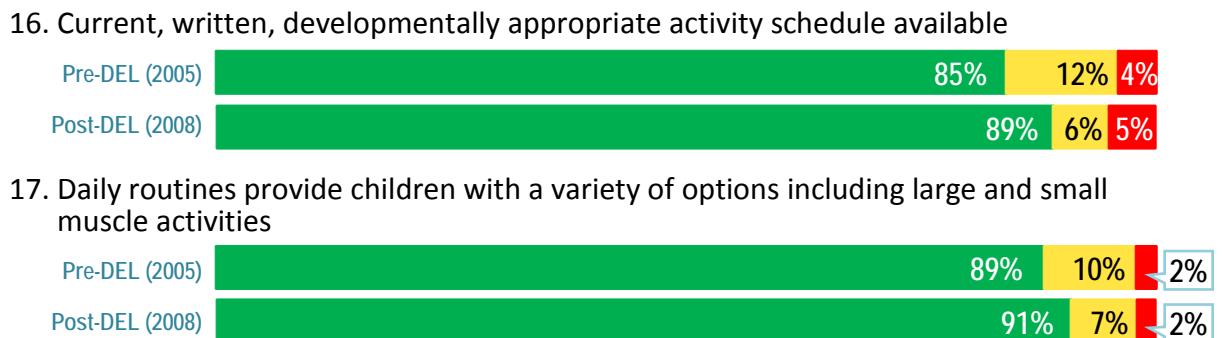 16. Current, written, developmentally appropriate activity schedule available
Pre-DEL (2005) 85% 12% 4%
Post-DEL (2008) 89% 6% 5%
17. Daily routines provide children with a variety of options including large and small
muscle activities
Pre-DEL (2005) 89% 10% 2%
Post-DEL (2008) 91% 7% 2%